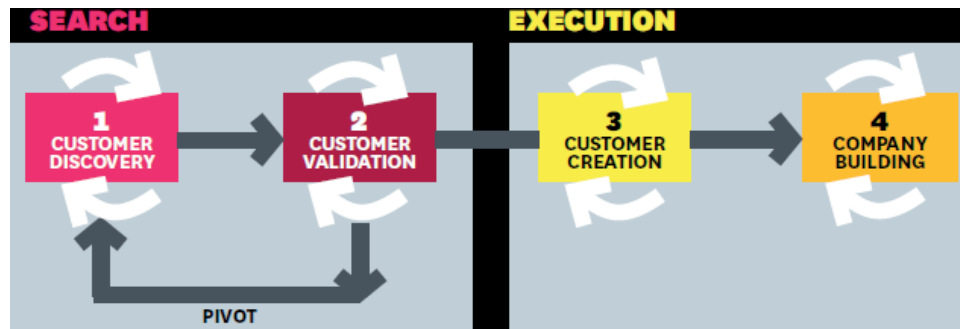 SEARCH
EXECUTION
1
CUSTOMER
DISCOVERY
2
CUSTOMER
VALIDATION
3
CUSTOMER
CREATION
4
COMPANY
BUILDING
PIVOT